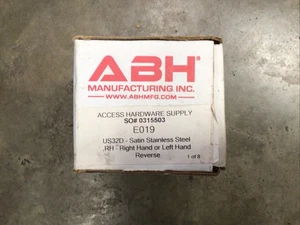 ABH®
MANUFACTURING INC.
WWW.ABHMFG.COM
ACCESS HARDWARE SUPPLY
SO# 0315503
E019
US32D - Satin Stainless Steel
RH - Right Hand or Left Hand
Reverse
1 of 8